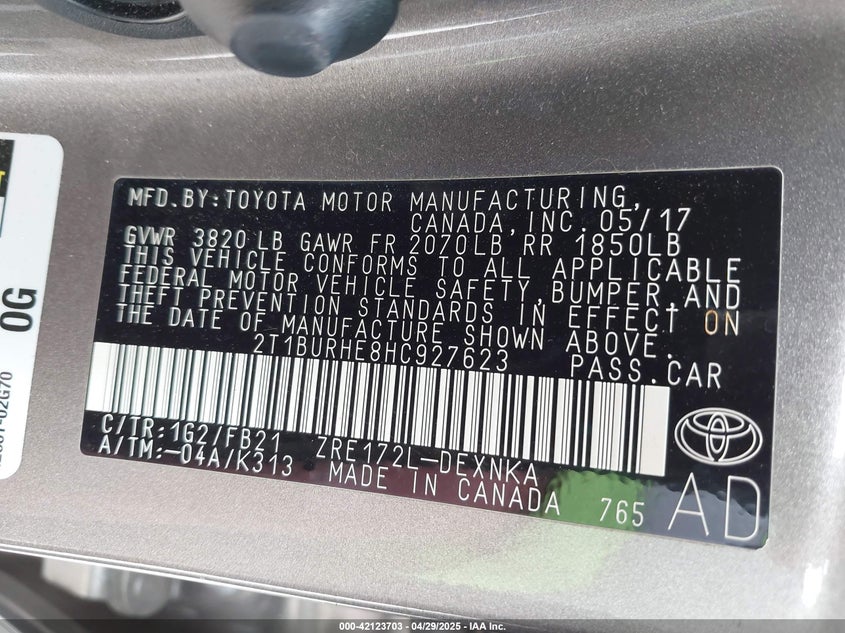 MFD.BY:TOYOTA MOTOR MANUFACTURING,
CANADA,INC. 05/17
GVWR 3820 LB GAWR FR 2070LB RR 1850LB
THIS VEHICLE CONFORMS TO ALL APPLICABLE
FEDERAL MOTOR VEHICLE SAFETY,BUMPER,AND
THEFT PREVENTION STANDARDS IN EFFECT ON
THE DATE OF MANUFACTURE SHOWN ABOVE.
2T1BURHE8HC927623 PASS.CAR
C/TR:1G2/FB21 ZRE172L-DEXNKA
A/TM:-04A/K313 MADE IN CANADA 765 AD
0G
-02G70
000-42123703 - 04/29/2025 - IAA Inc.